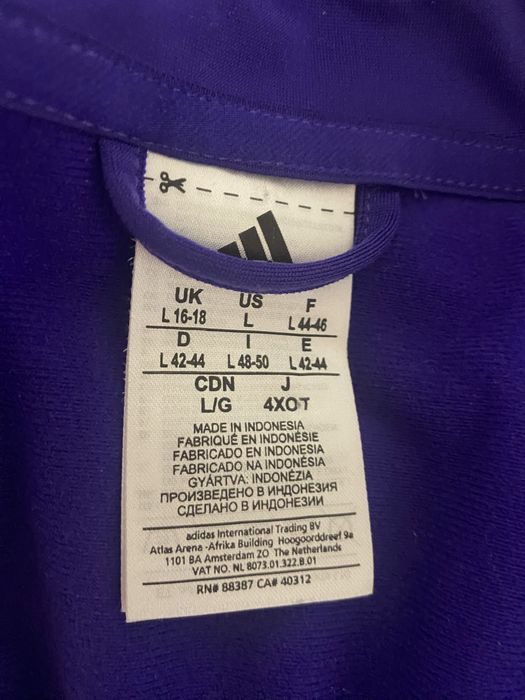 UK US F
L 16-18 L L 44-46
D I E
L 42-44 L 48-50 L 42-44
CDN J
L/G 4XOT
MADE IN INDONESIA
FABRIQUÉ EN INDONÉSIE
FABRICADO EN INDONESIA
FABRICADO NA INDONÉSIA
GYÁRTVA: INDONÉZIA
ПРОИЗВЕДЕНО В ИНДОНЕЗИЯ
СДЕЛАНО В ИНДОНЕЗИИ
adidas International Trading BV
Atlas Arena -Afrika Building Hoogoorddreef 9a
1101 BA Amsterdam ZO The Netherlands
VAT NO. NL 8073.01.322.B.01
RN# 88387 CA# 40312